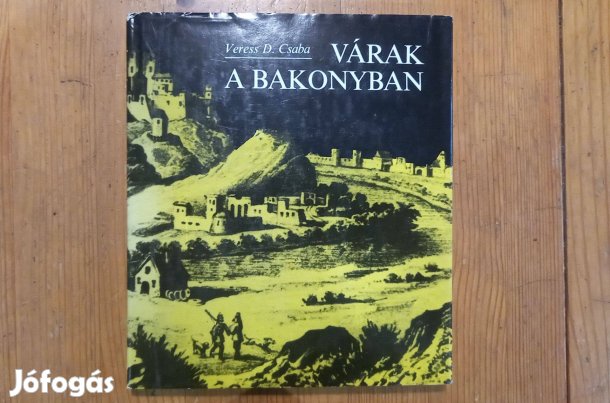 Veress D. Csaba
VÁRAK
A BAKONYBAN
Jófogás